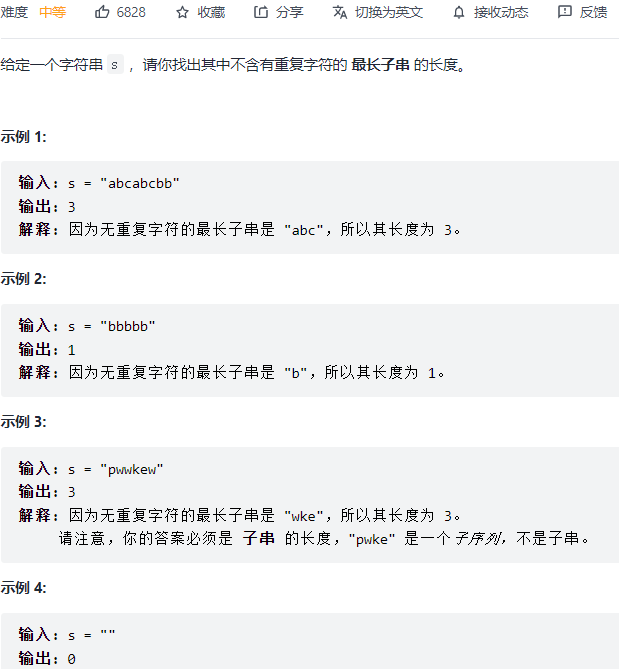 难度 中等 6828 收藏 分享 切换为英文 接收动态 反馈
给定一个字符串 s ，请你找出其中不含有重复字符的 最长子串 的长度。
示例 1:
输入: s = "abcabcbb"
输出: 3
解释: 因为无重复字符的最长子串是 "abc"，所以其长度为 3。
示例 2:
输入: s = "bbbbb"
输出: 1
解释: 因为无重复字符的最长子串是 "b"，所以其长度为 1。
示例 3:
输入: s = "pwwkew"
输出: 3
解释: 因为无重复字符的最长子串是 "wke"，所以其长度为 3。
请注意，你的答案必须是 子串 的长度，"pwke" 是一个子序列，不是子串。
示例 4:
输入: s = ""
输出: 0